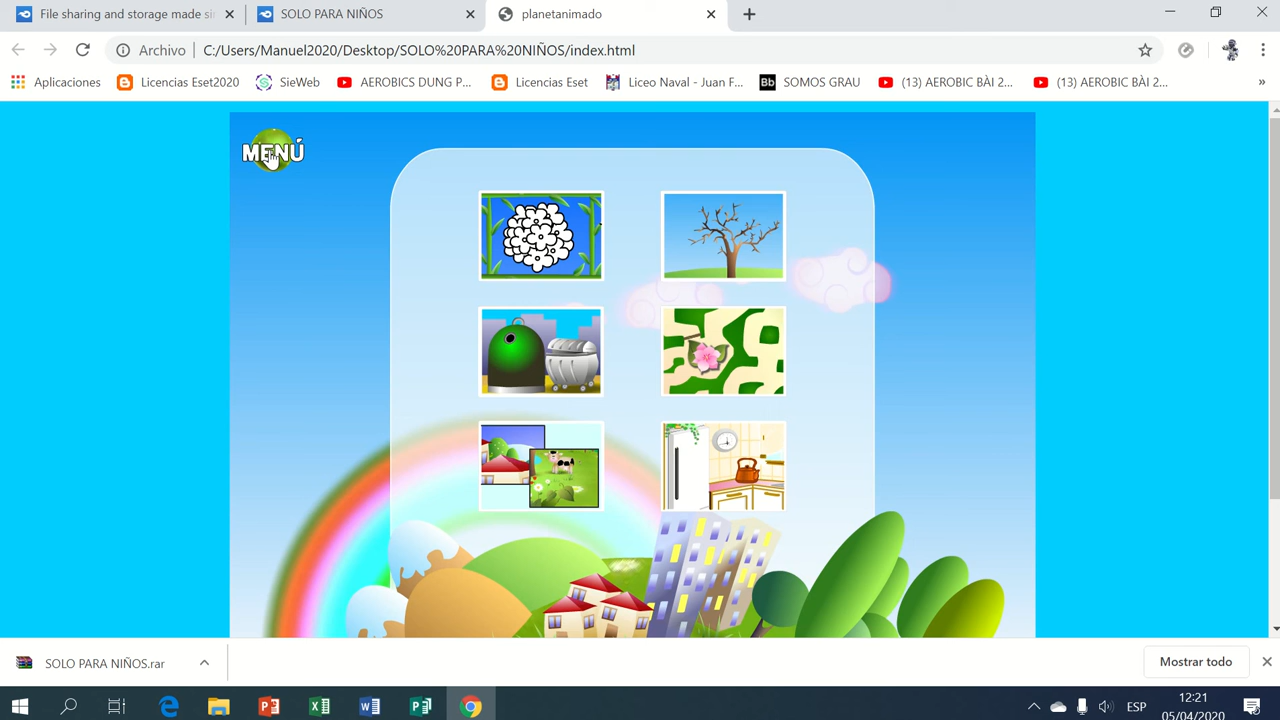 File sharing and storage made si
SOLO PARA NIÑOS
planetanimado
Archivo
C:/Users/Manuel2020/Desktop/SOLO%20PARA%20NIÑOS/index.html
Aplicaciones
Licencias Eset2020
SieWeb
AEROBICS DUNG P...
Licencias Eset
Liceo Naval - Juan F...
Bb SOMOS GRAU
(13) AEROBIC BÀI 2...
(13) AEROBIC BÀI 2...
»
MENÚ
SOLO PARA NIÑOS.rar
Mostrar todo
ESP
12:21
05/04/2020